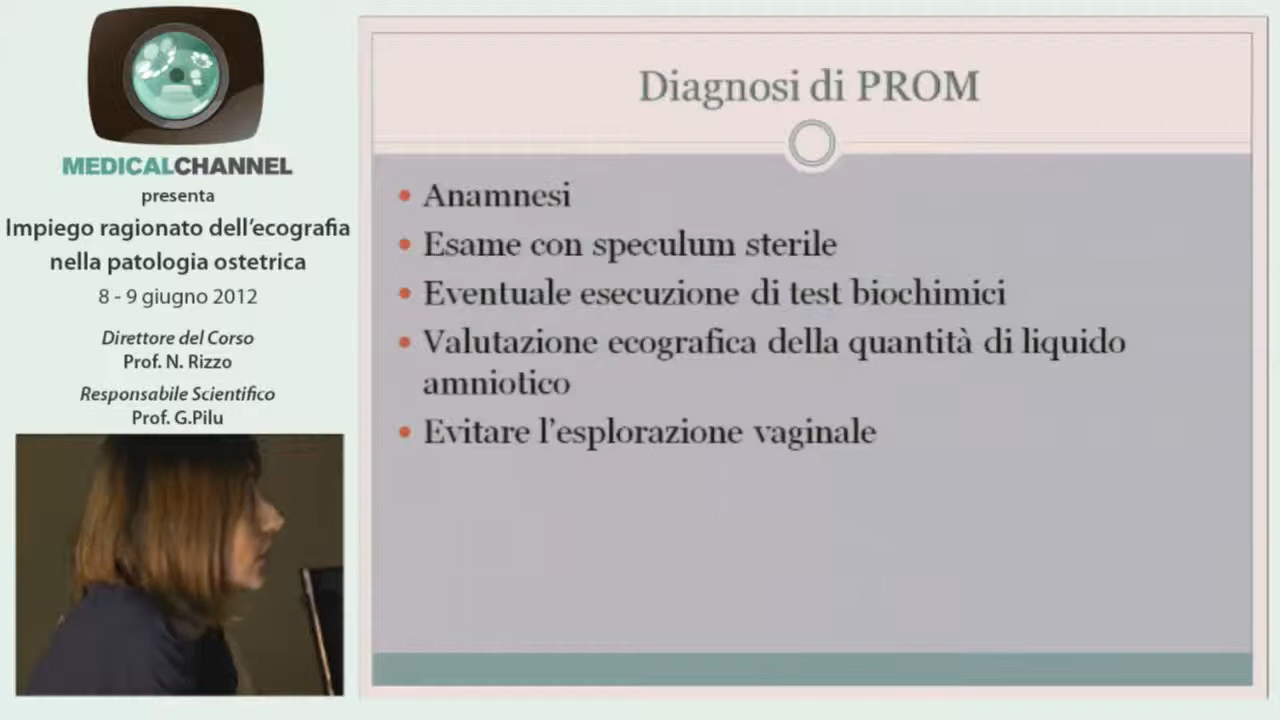 MEDICALCHANNEL
presenta
Impiego ragionato dell'ecografia
nella patologia ostetrica
8 - 9 giugno 2012
Direttore del Corso
Prof. N. Rizzo
Responsabile Scientifico
Prof. G.Pilu
Diagnosi di PROM
• Anamnesi
• Esame con speculum sterile
• Eventuale esecuzione di test biochimici
• Valutazione ecografica della quantità di liquido
amniotico
• Evitare l'esplorazione vaginale